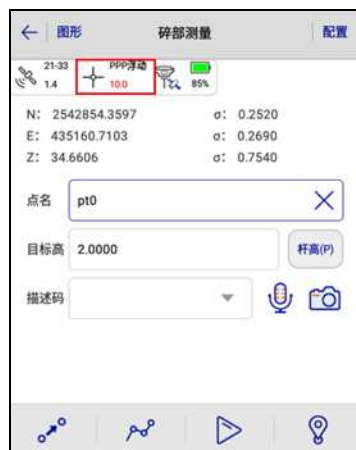 图形 碎部测量 配置
21-33 PPP浮动
1.4 10.0 85%
N: 2542854.3597 σ: 0.2520
E: 435160.7103 σ: 0.2690
Z: 34.6606 σ: 0.7540
点名 pt0
目标高 2.0000 杆高(P)
描述码